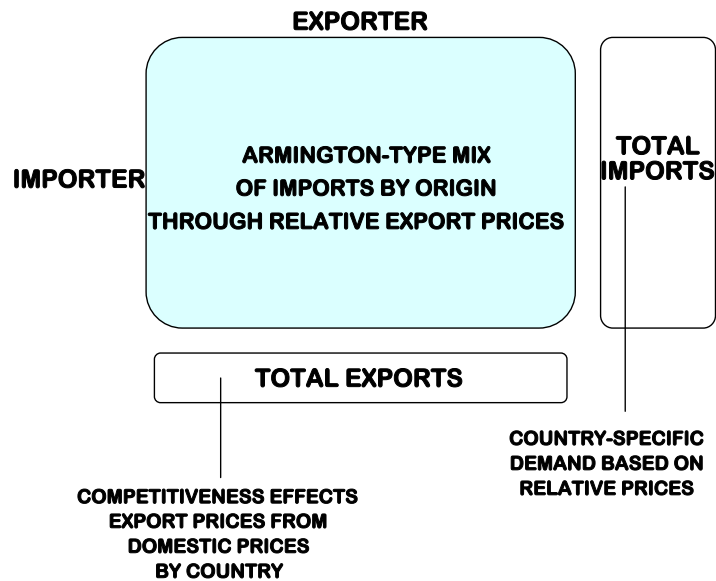 EXPORTER
IMPORTER
ARMINGTON-TYPE MIX
OF IMPORTS BY ORIGIN
THROUGH RELATIVE EXPORT PRICES
TOTAL
IMPORTS
TOTAL EXPORTS
COUNTRY-SPECIFIC
DEMAND BASED ON
RELATIVE PRICES
COMPETITIVENESS EFFECTS
EXPORT PRICES FROM
DOMESTIC PRICES
BY COUNTRY